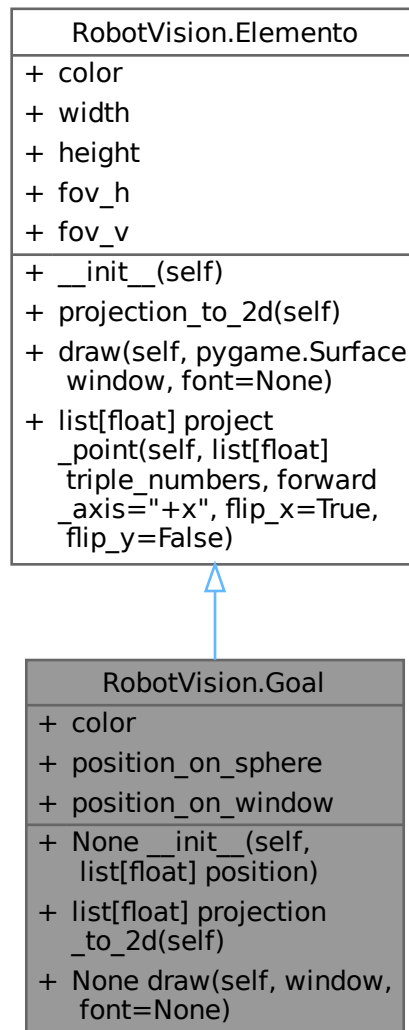 RobotVision.Elemento
+ color
+ width
+ height
+ fov_h
+ fov_v
+ __init__(self)
+ projection_to_2d(self)
+ draw(self, pygame.Surface
window, font=None)
+ list[float] project
_point(self, list[float]
triple_numbers, forward
_axis="+x", flip_x=True,
flip_y=False)
RobotVision.Goal
+ color
+ position_on_sphere
+ position_on_window
+ None __init__(self,
list[float] position)
+ list[float] projection
_to_2d(self)
+ None draw(self, window,
font=None)